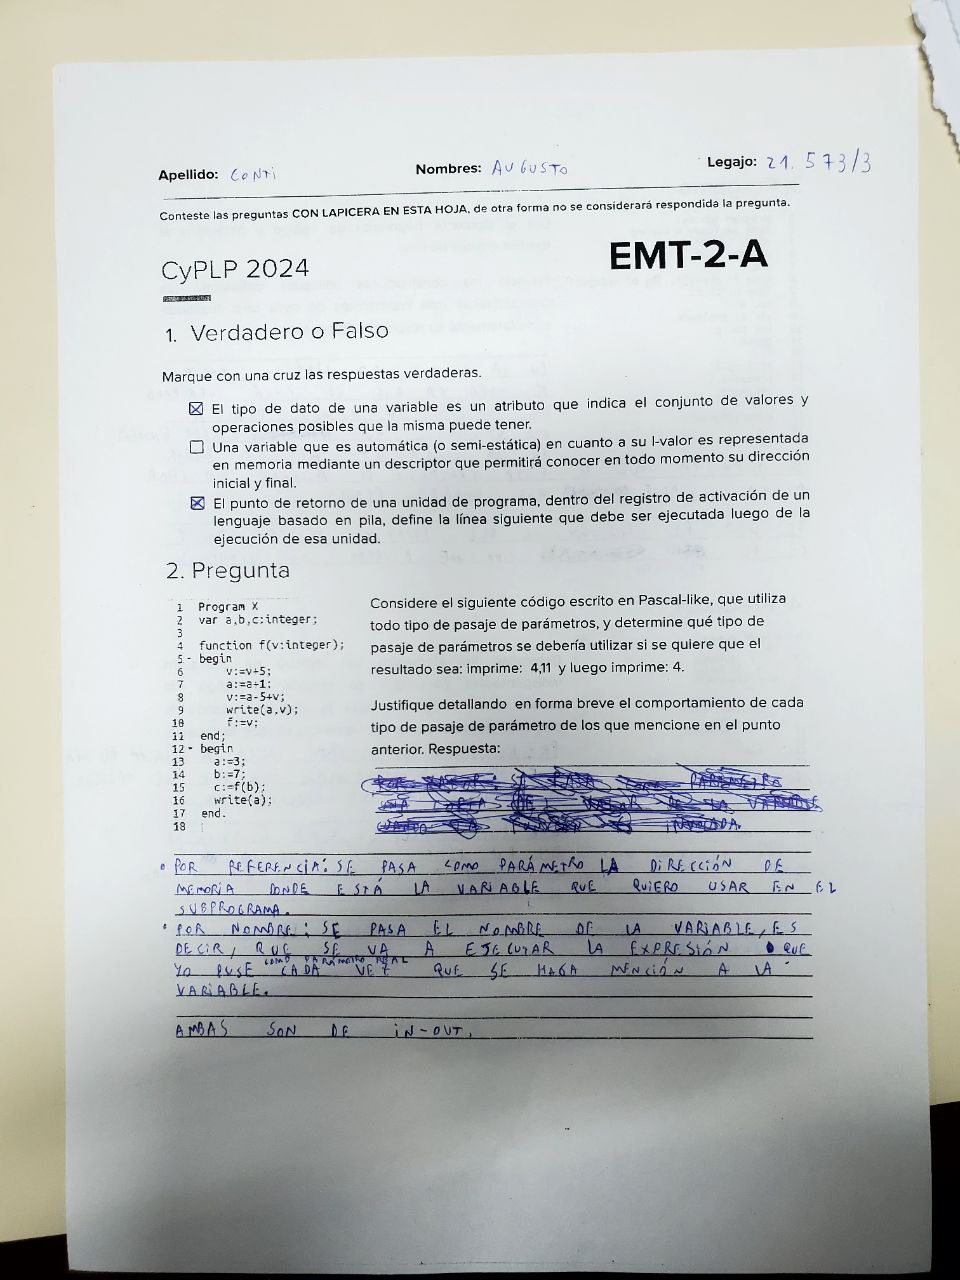 Apellido: CONTI Nombres: AUGUSTO Legajo: 21.573/3
Conteste las preguntas CON LAPICERA EN ESTA HOJA, de otra forma no se considerará respondida la pregunta.
CyPLP 2024 EMT-2-A
1. Verdadero o Falso
Marque con una cruz las respuestas verdaderas.
☒ El tipo de dato de una variable es un atributo que indica el conjunto de valores y
operaciones posibles que la misma puede tener.
☐ Una variable que es automática (o semi-estática) en cuanto a su l-valor es representada
en memoria mediante un descriptor que permitirá conocer en todo momento su dirección
inicial y final.
☒ El punto de retorno de una unidad de programa, dentro del registro de activación de un
lenguaje basado en pila, define la línea siguiente que debe ser ejecutada luego de la
ejecución de esa unidad.
2. Pregunta
1 Program X
2 var a,b,c:integer;
3
4 function f(v:integer);
5 - begin
6 v:=v+5;
7 a:=a+1;
8 v:=a-5+v;
9 write(a,v);
10 f:=v;
11 end;
12 - begin
13 a:=3;
14 b:=7;
15 c:=f(b);
16 write(a);
17 end.
18
Considere el siguiente código escrito en Pascal-like, que utiliza
todo tipo de pasaje de parámetros, y determine qué tipo de
pasaje de parámetros se debería utilizar si se quiere que el
resultado sea: imprime: 4,11 y luego imprime: 4.
Justifique detallando en forma breve el comportamiento de cada
tipo de pasaje de parámetro de los que mencione en el punto
anterior. Respuesta:
POR VALOR: SE PASA COMO PARÁMETRO
UNA COPIA DEL VALOR DE LA VARIABLE
INVOCADA.
• POR REFERENCIA: SE PASA COMO PARÁMETRO LA DIRECCIÓN DE
MEMORIA DONDE ESTÁ LA VARIABLE QUE QUIERO USAR EN EL
SUBPROGRAMA.
• POR NOMBRE: SE PASA EL NOMBRE DE LA VARIABLE, ES
DECIR, QUE SE VA A EJECUTAR LA EXPRESIÓN QUE
YO PUSE COMO PARÁMETRO REAL CADA VEZ QUE SE HAGA MENCIÓN A LA
VARIABLE.
AMBAS SON DE IN-OUT.